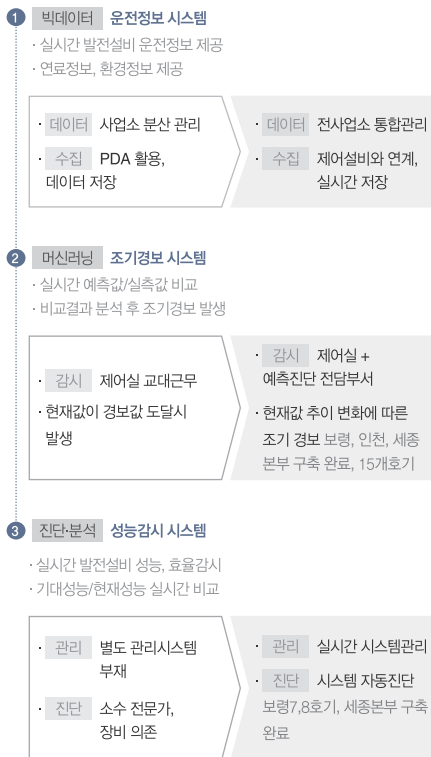 1 빅데이터 운전정보 시스템
· 실시간 발전설비 운전정보 제공
· 연료정보, 환경정보 제공
· 데이터 사업소 분산 관리
· 수집 PDA 활용,
데이터 저장
· 데이터 전사업소 통합관리
· 수집 제어설비와 연계,
실시간 저장
2 머신러닝 조기경보 시스템
· 실시간 예측값/실측값 비교
· 비교결과 분석 후 조기경보 발생
· 감시 제어실 교대근무
· 현재값이 경보값 도달시
발생
· 감시 제어실 +
예측진단 전담부서
· 현재값 추이 변화에 따른
조기 경보 보령, 인천, 세종
본부 구축 완료, 15개호기
3 진단·분석 성능감시 시스템
· 실시간 발전설비 성능, 효율감시
· 기대성능/현재성능 실시간 비교
· 관리 별도 관리시스템
부재
· 진단 소수 전문가,
장비 의존
· 관리 실시간 시스템관리
· 진단 시스템 자동진단
보령7,8호기, 세종본부 구축
완료